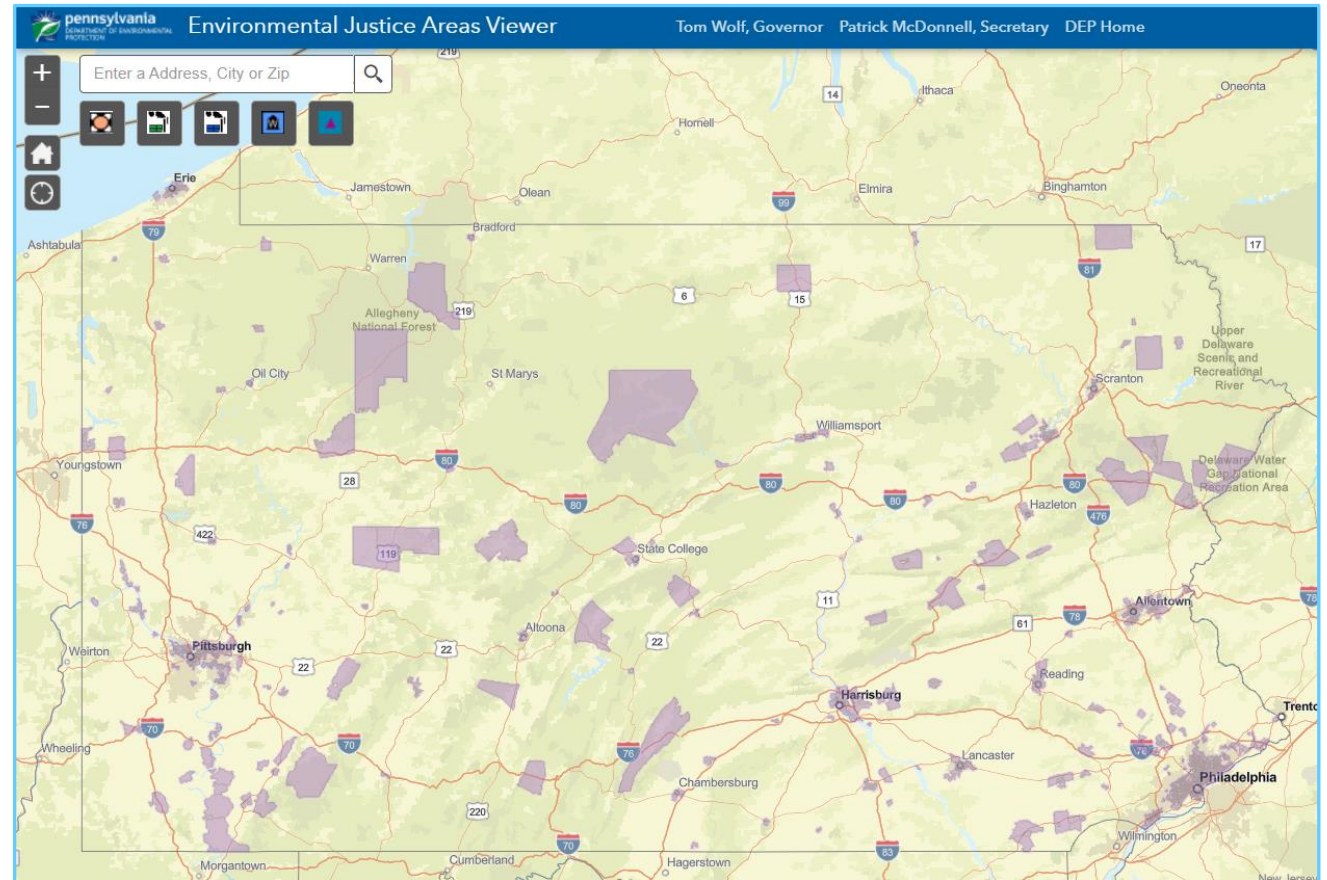 pennsylvania
DEPARTMENT OF ENVIRONMENTAL
PROTECTION
Environmental Justice Areas Viewer
Tom Wolf, Governor
Patrick McDonnell, Secretary
DEP Home
+
Enter a Address, City or Zip
−
W
219
14
Ithaca
Oneonta
Hornell
Erie
Jamestown
Olean
99
Elmira
Binghamton
Ashtabula
79
Bradford
17
Warren
81
6
15
Allegheny
National Forest
219
Upper
Delaware
Scenic and
Recreational
River
Oil City
St Marys
Scranton
Williamsport
Youngstown
80
28
80
80
80
80
Delaware Water
Gap National
Recreation Area
Hazleton
476
76
422
119
State College
11
61
78
Allentown
78
Altoona
22
22
22
Weirton
Pittsburgh
Reading
Harrisburg
Trento
70
70
76
76
Wheeling
Lancaster
Chambersburg
Philadelphia
220
70
83
Wilmington
Morgantown
Cumberland
Hagerstown
New Jersey